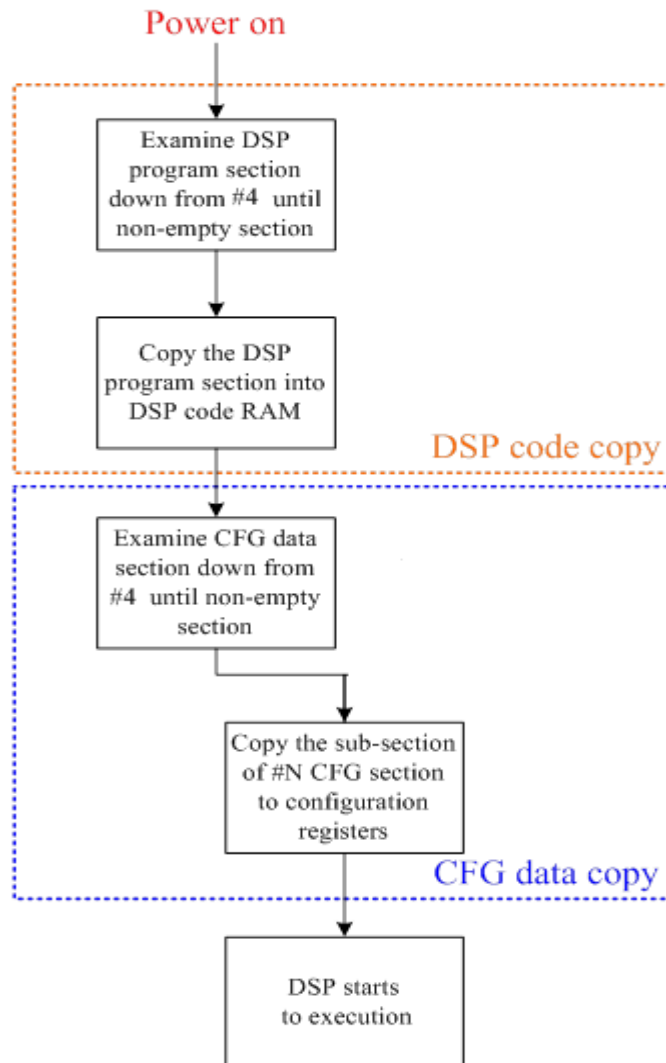 Power on
Examine DSP
program section
down from #4 until
non-empty section
Copy the DSP
program section into
DSP code RAM
DSP code copy
Examine CFG data
section down from
#4 until non-empty
section
Copy the sub-section
of #N CFG section
to configuration
registers
CFG data copy
DSP starts
to execution